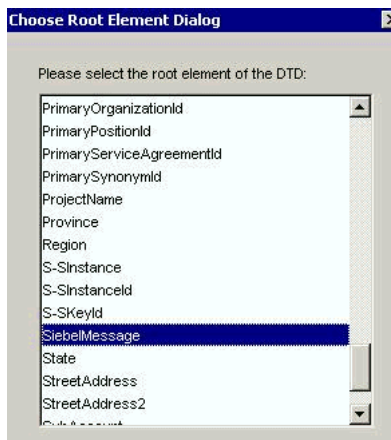 Choose Root Element Dialog
Please select the root element of the DTD:
PrimaryOrganizationId
PrimaryPositionId
PrimaryServiceAgreementId
PrimarySynonymId
ProjectName
Province
Region
S-SInstance
S-SInstanceId
S-SKeyId
SiebelMessage
State
StreetAddress
StreetAddress2